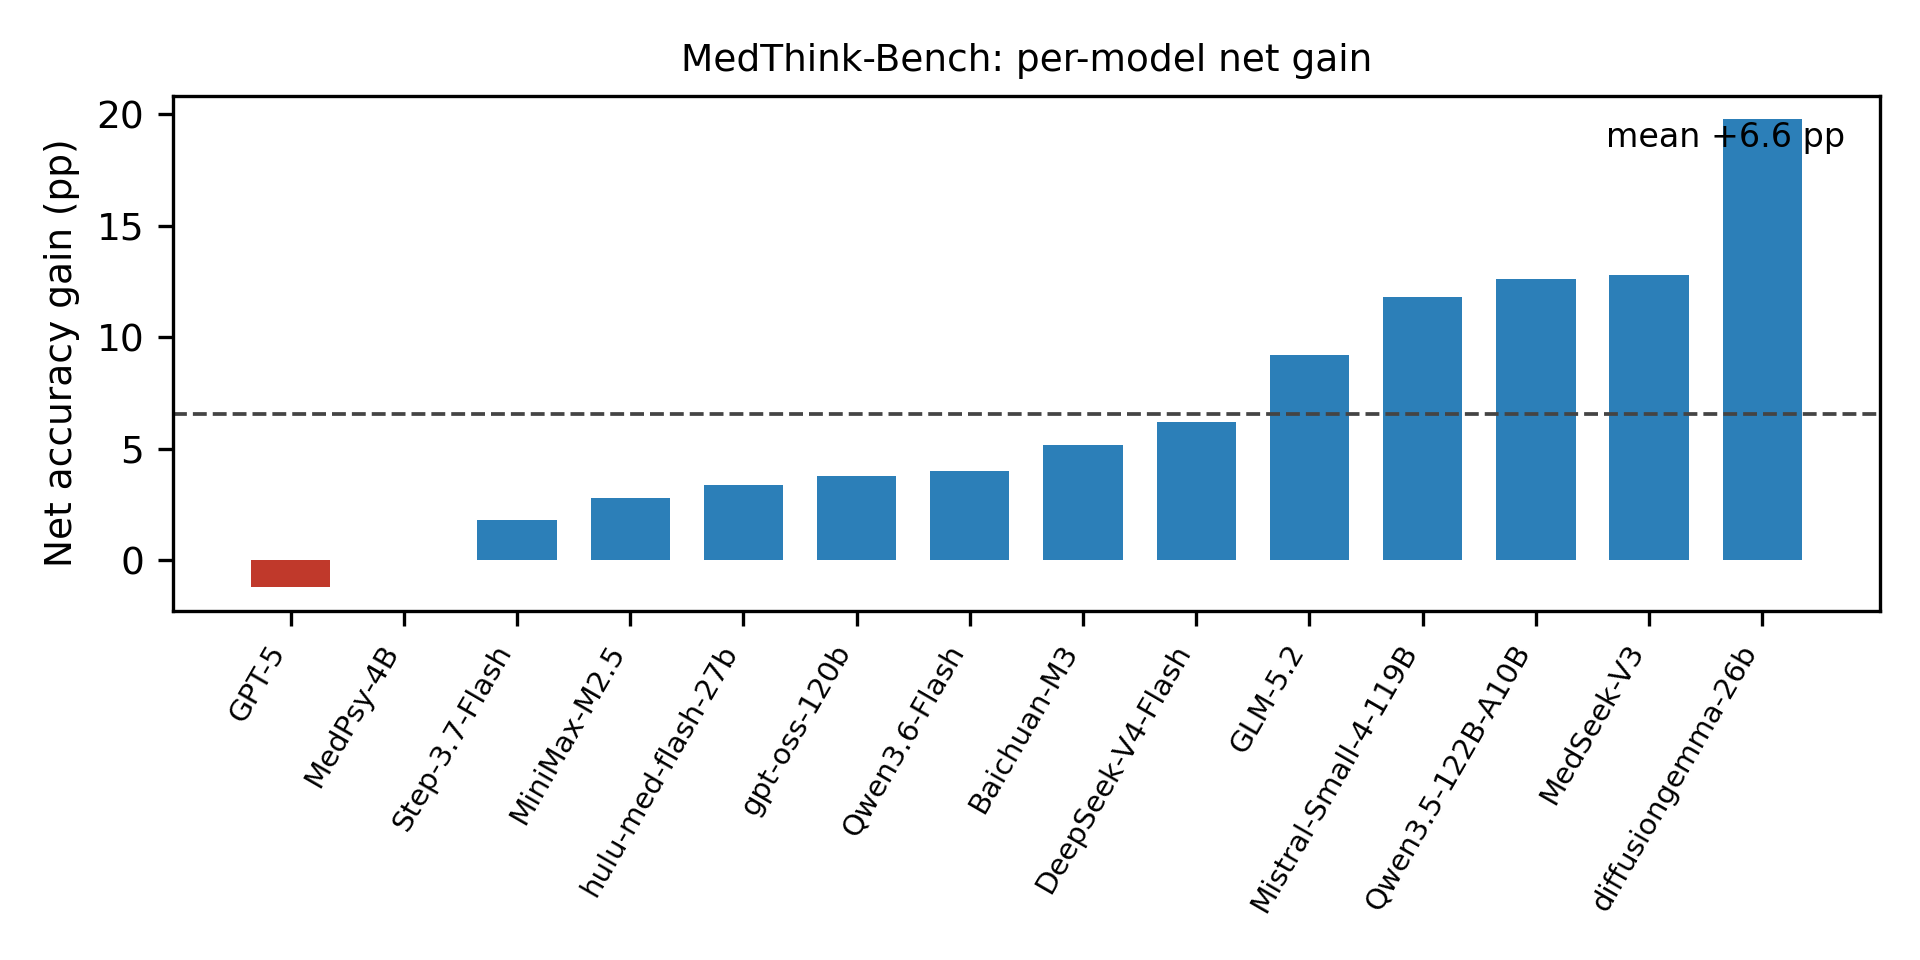 MedThink-Bench: per-model net gain
mean +6.6 pp
Net accuracy gain (pp)
20
15
10
5
0
GPT-5
MedPsy-4B
Step-3.7-Flash
MiniMax-M2.5
hulu-med-flash-27b
gpt-oss-120b
Qwen3.6-Flash
Baichuan-M3
DeepSeek-V4-Flash
GLM-5.2
Mistral-Small-4-119B
Qwen3.5-122B-A10B
MedSeek-V3
diffusiongemma-26b